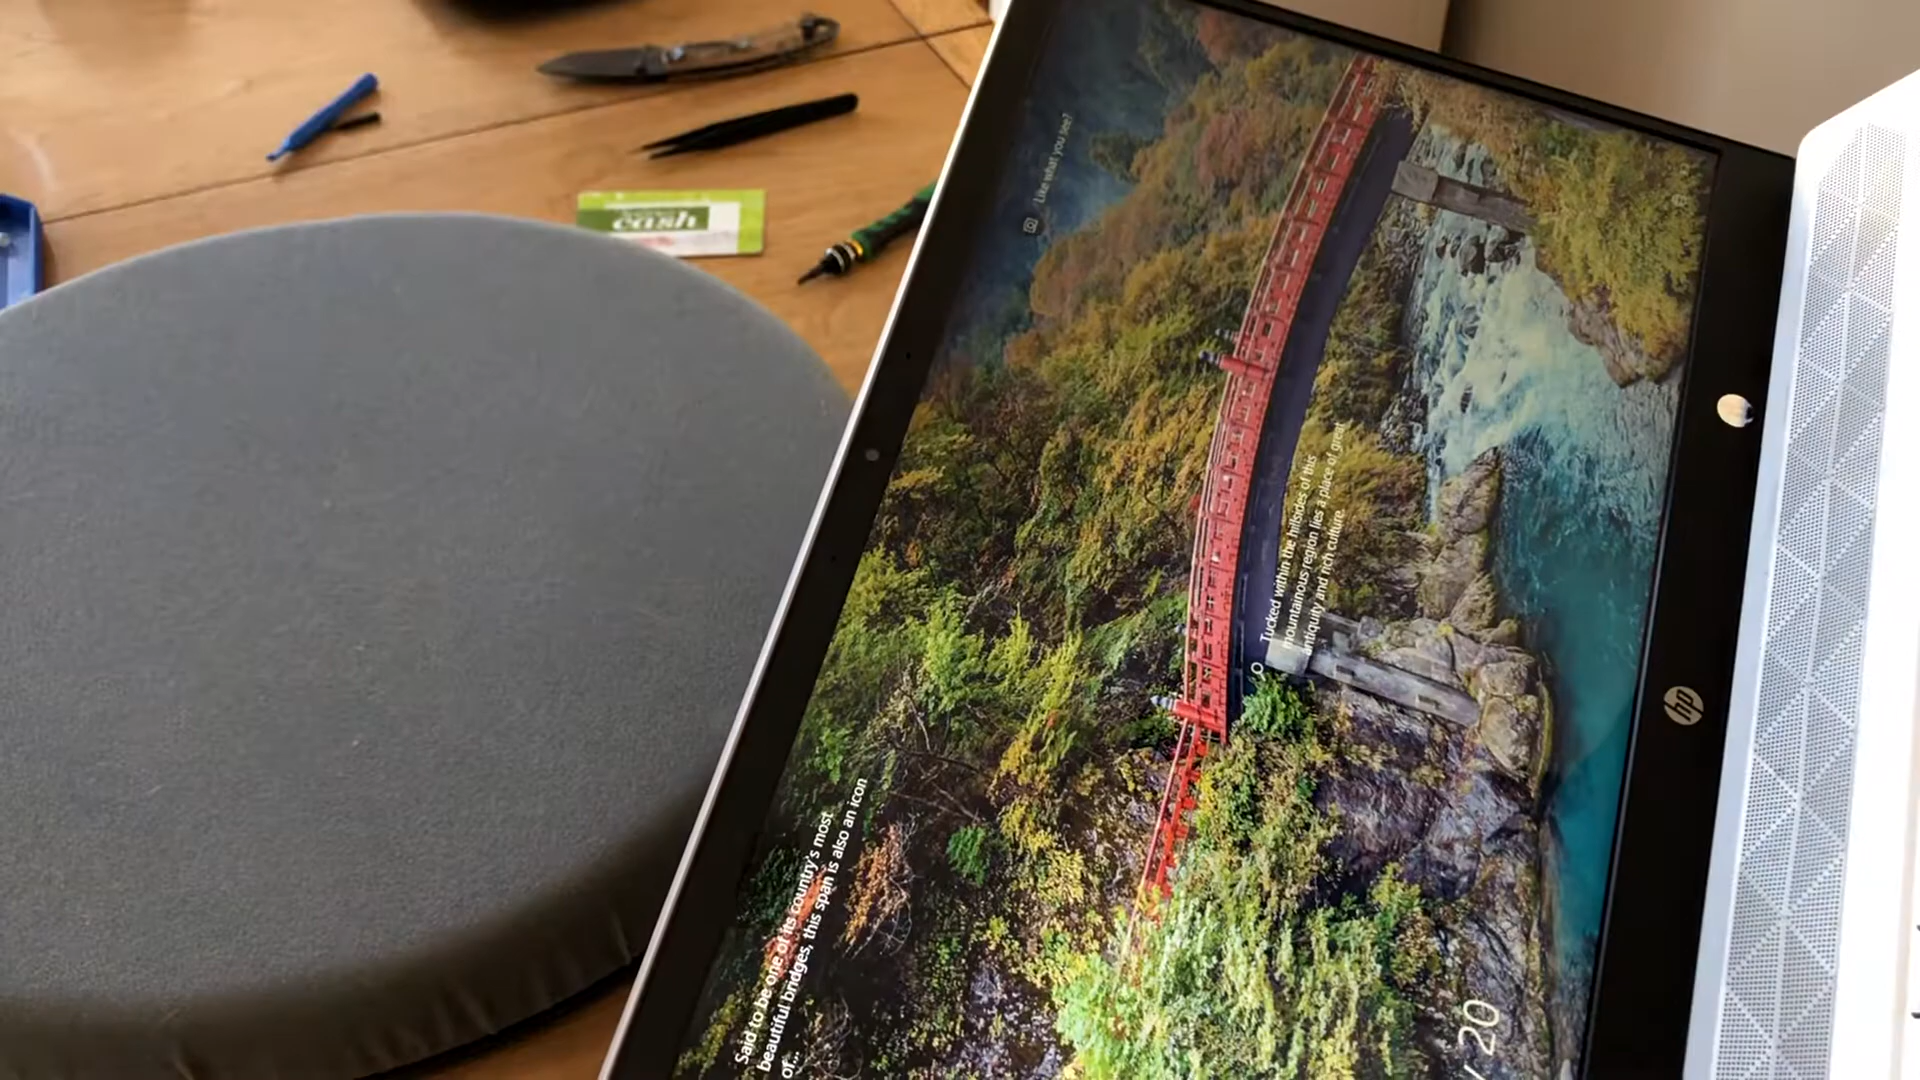 cash
Like what you see?
Said to be one of its country's most
beautiful bridges, this span is also an icon
of...
Tucked within the hillsides of this
mountainous region lies a place of great
antiquity and rich culture.
y 20
hp